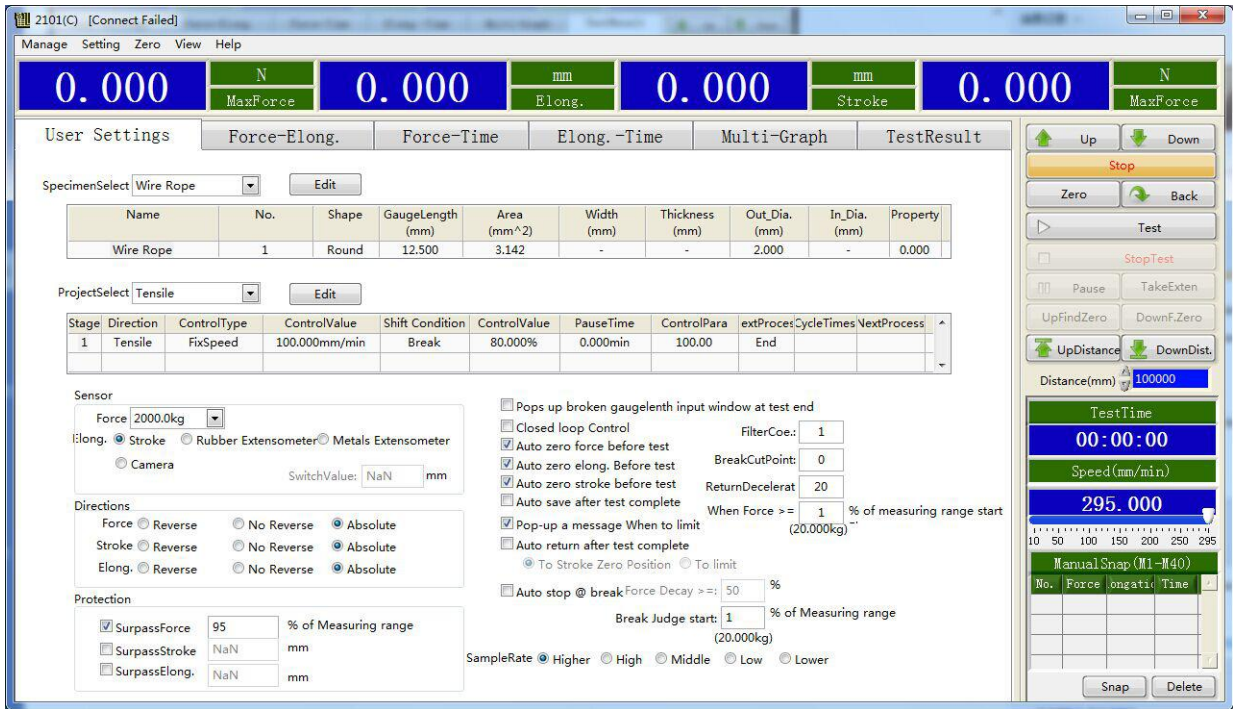 2101(C) [Connect Failed]
Manage Setting Zero View Help
0.000 N MaxForce 0.000 mm Elong. 0.000 mm Stroke 0.000 N MaxForce
User Settings Force-Elong. Force-Time Elong.-Time Multi-Graph TestResult
SpecimenSelect Wire Rope Edit
Name No. Shape GaugeLength (mm) Area (mm^2) Width (mm) Thickness (mm) Out_Dia. (mm) In_Dia. (mm) Property
Wire Rope 1 Round 12.500 3.142 - - 2.000 - 0.000
ProjectSelect Tensile Edit
Stage Direction ControlType ControlValue Shift Condition ControlValue PauseTime ControlPara extProces CycleTimes NextProcess
1 Tensile FixSpeed 100.000mm/min Break 80.000% 0.000min 100.00 End
Sensor
Force 2000.0kg
Elong. Stroke Rubber Extensometer Metals Extensometer
Camera
SwitchValue: NaN mm
Directions
Force Reverse No Reverse Absolute
Stroke Reverse No Reverse Absolute
Elong. Reverse No Reverse Absolute
Protection
SurpassForce 95 % of Measuring range
SurpassStroke NaN mm
SurpassElong. NaN mm
Pops up broken gaugelenth input window at test end
Closed loop Control
FilterCoe.: 1
Auto zero force before test
Auto zero elong. Before test
BreakCutPoint: 0
Auto zero stroke before test
ReturnDecelerat 20
Auto save after test complete
When Force >= 1 % of measuring range start
(20.000kg)
Pop-up a message When to limit
Auto return after test complete
To Stroke Zero Position To limit
Auto stop @ break Force Decay >=: 50 %
Break Judge start: 1 % of Measuring range
(20.000kg)
SampleRate Higher High Middle Low Lower
Up Down
Stop
Zero Back
Test
StopTest
Pause TakeExten
UpFindZero DownF.Zero
UpDistance DownDist.
Distance(mm) 100000
TestTime
00:00:00
Speed(mm/min)
295.000
10 50 100 150 200 250 295
ManualSnap(M1-M40)
No. Force ongatic Time
Snap Delete